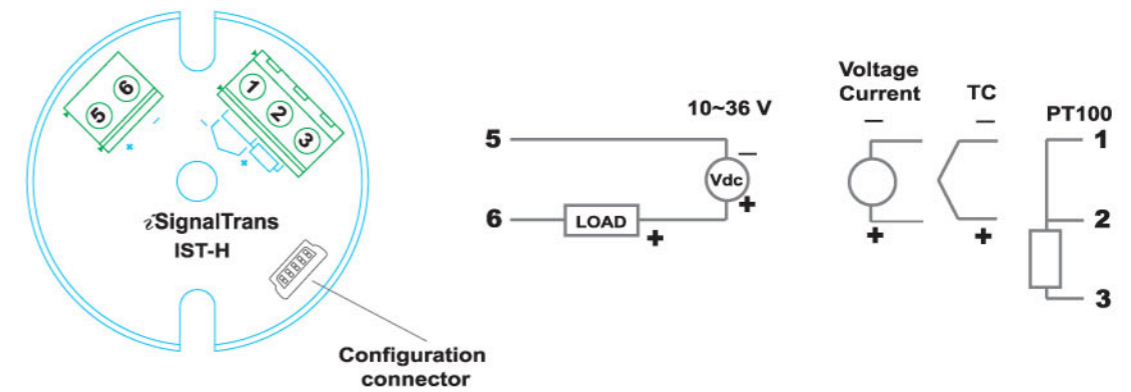 5
6
−
+
1
2
3
−
+
iSignalTrans
IST-H
Configuration
connector
10~36 V
5
−
Vdc
+
6
LOAD
+
Voltage
Current
−
+
TC
−
+
PT100
1
2
3